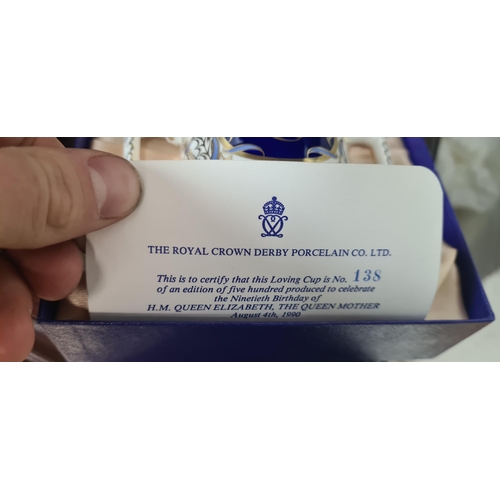 THE ROYAL CROWN DERBY PORCELAIN CO. LTD.
This is to certify that this Loving Cup is No. 138
of an edition of five hundred produced to celebrate
the Ninetieth Birthday of
H.M. QUEEN ELIZABETH, THE QUEEN MOTHER
August 4th, 1990